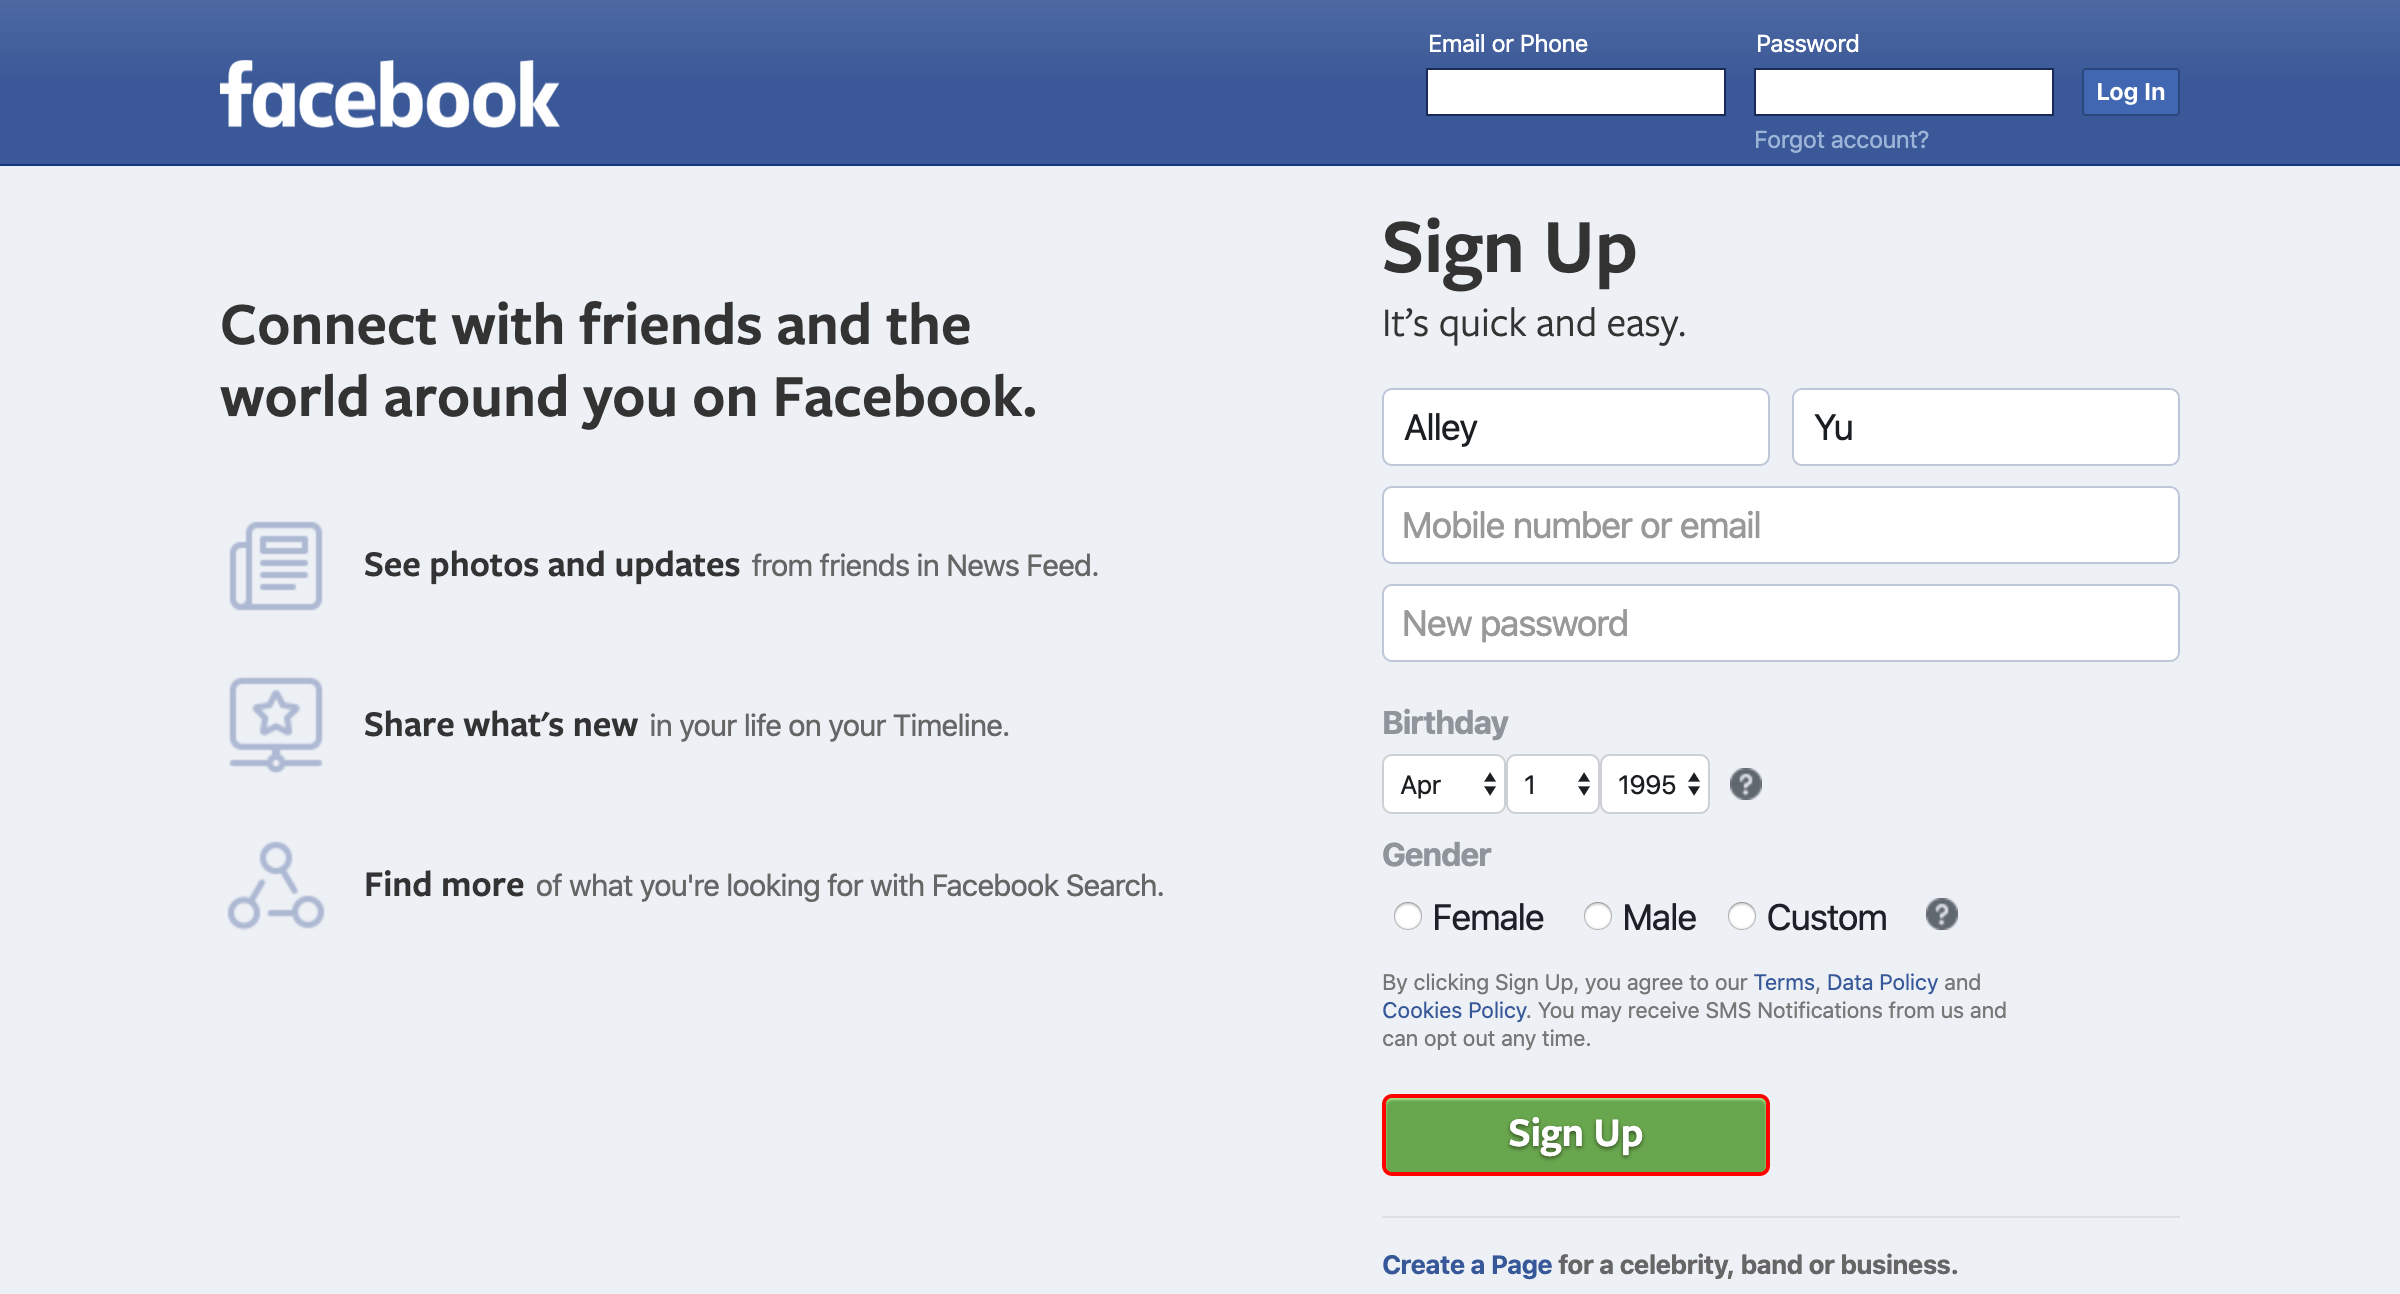 facebook
Email or Phone
Password
Log In
Forgot account?
Connect with friends and the
world around you on Facebook.
See photos and updates from friends in News Feed.
Share what's new in your life on your Timeline.
Find more of what you're looking for with Facebook Search.
Sign Up
It's quick and easy.
Alley
Yu
Mobile number or email
New password
Birthday
Apr 1 1995 ?
Gender
Female Male Custom ?
By clicking Sign Up, you agree to our Terms, Data Policy and
Cookies Policy. You may receive SMS Notifications from us and
can opt out any time.
Sign Up
Create a Page for a celebrity, band or business.